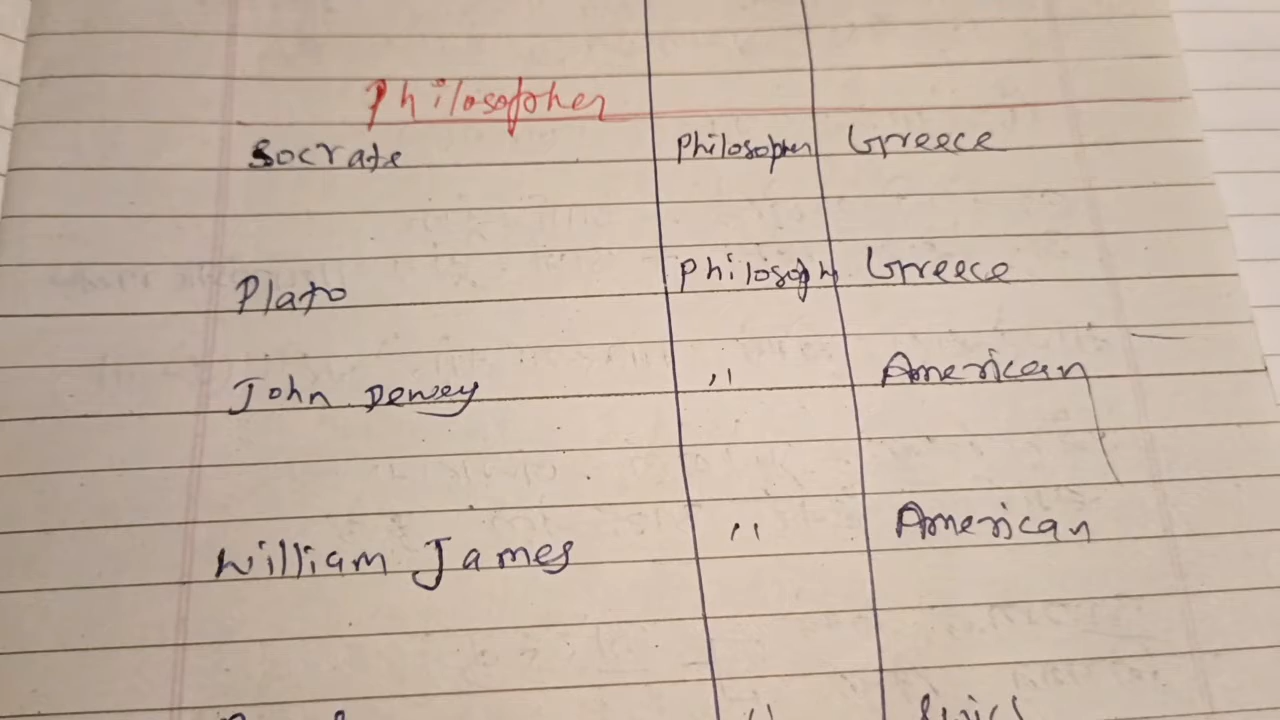 Philosopher
Socrate Philosopher Greece
Plato Philosoph Greece
John Dewey ,, American
William James ,, American